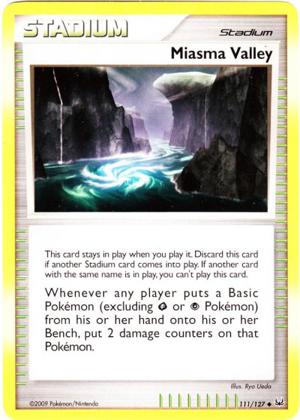 STADIUM
Stadium
Miasma Valley
This card stays in play when you play it. Discard this card
if another Stadium card comes into play. If another card
with the same name is in play, you can't play this card.
Whenever any player puts a Basic
Pokémon (excluding or Pokémon)
from his or her hand onto his or her
Bench, put 2 damage counters on that
Pokémon.
Illus. Ryo Ueda
©2009 Pokémon/Nintendo
111/127